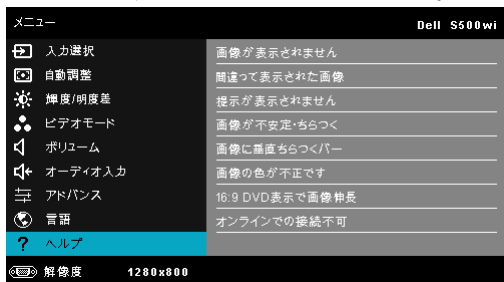 メニュー
Dell S500wi
入力選択
自動調整
輝度/明度差
ビデオモード
ボリューム
オーディオ入力
アドバンス
言語
? ヘルプ
画像が表示されません
間違って表示された画像
提示が表示されません
画像が不安定・ちらつく
画像に垂直ちらつくバー
画像の色が不正です
16:9 DVD表示で画像伸長
オンラインでの接続不可
解像度 1280x800